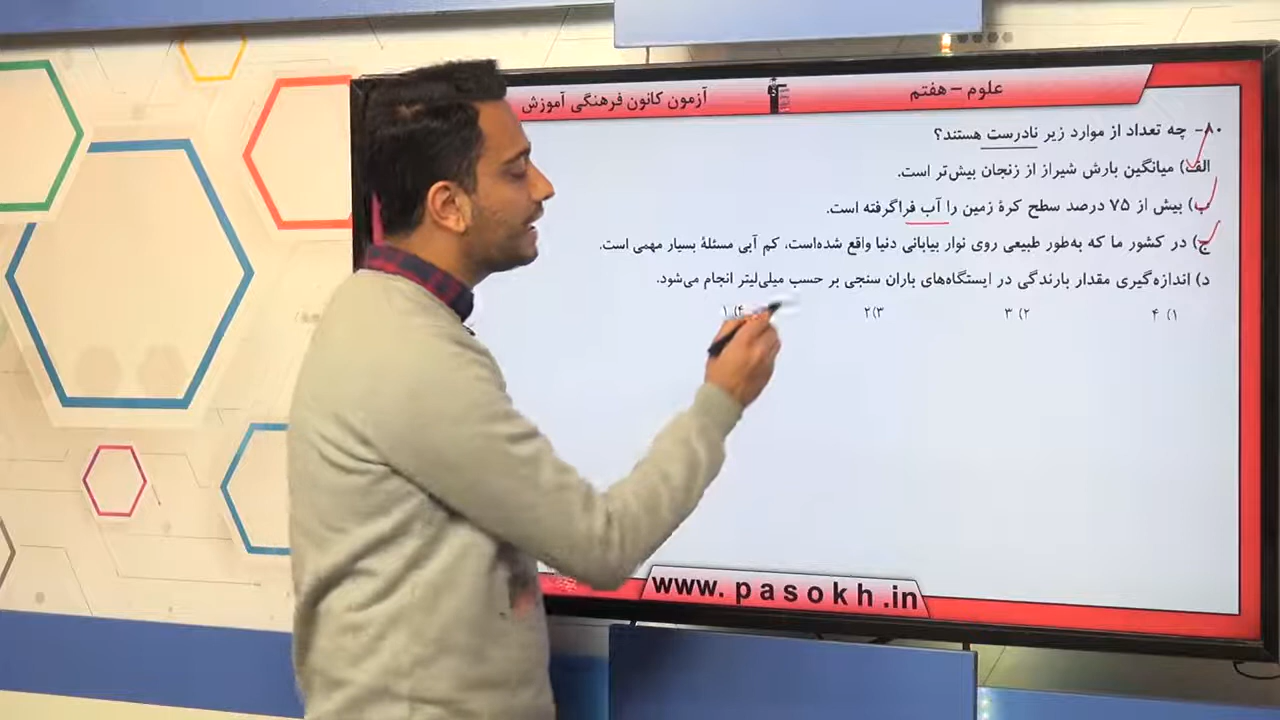 علوم – هفتم
آزمون کانون فرهنگی آموزش
۸۰- چه تعداد از موارد زیر نادرست هستند؟
الف) میانگین بارش شیراز از زنجان بیش‌تر است.
ب) بیش از ۷۵ درصد سطح کرهٔ زمین را آب فراگرفته است.
ج) در کشور ما که به‌طور طبیعی روی نوار بیابانی دنیا واقع شده‌است، کم آبی مسئلهٔ بسیار مهمی است.
د) اندازه‌گیری مقدار بارندگی در ایستگاه‌های باران سنجی بر حسب میلی‌لیتر انجام می‌شود.
۱) ۴ ۲) ۳ ۳) ۲ ۴) ۱
www.pasokh.in